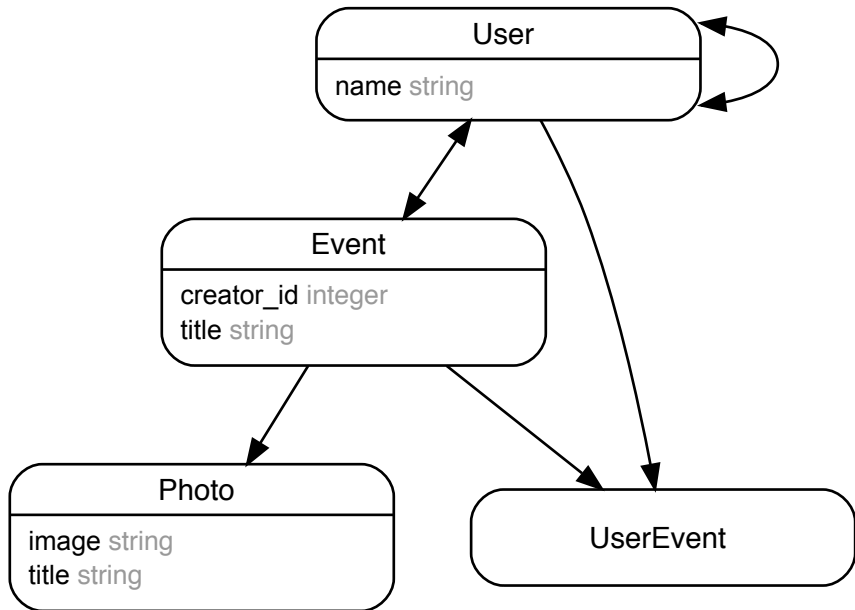 User
name string
Event
creator_id integer
title string
Photo
image string
title string
UserEvent